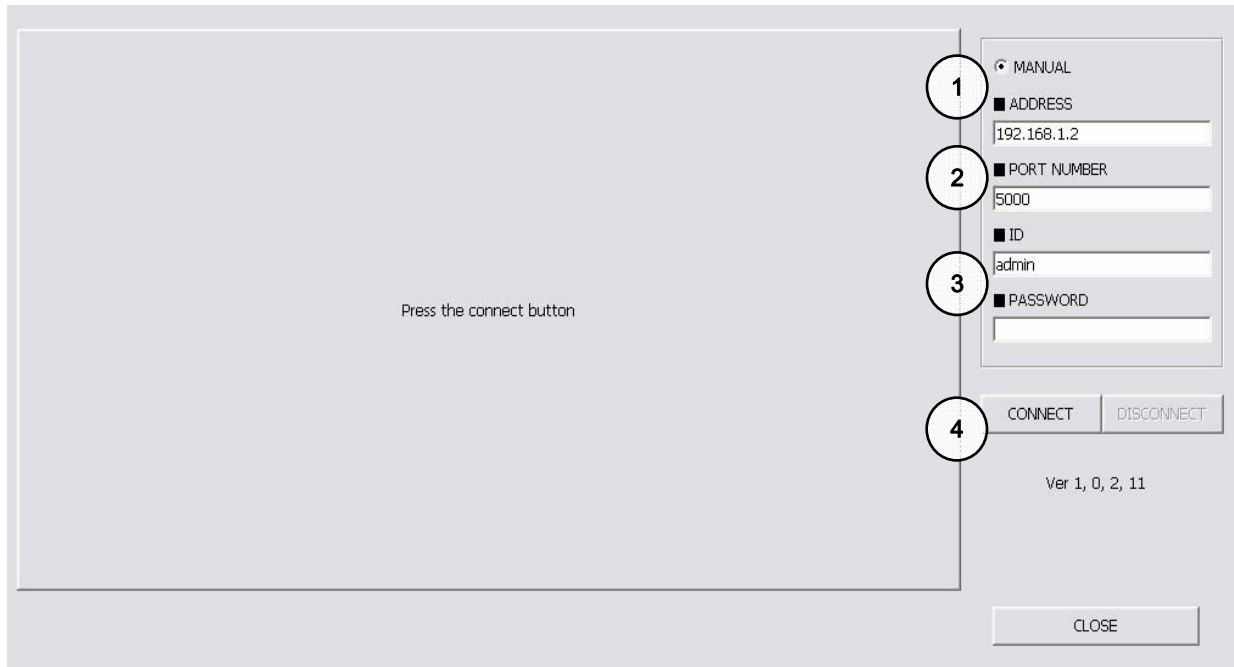 1
MANUAL
ADDRESS
192.168.1.2
2
PORT NUMBER
5000
ID
admin
3
PASSWORD
Press the connect button
4
CONNECT DISCONNECT
Ver 1, 0, 2, 11
CLOSE